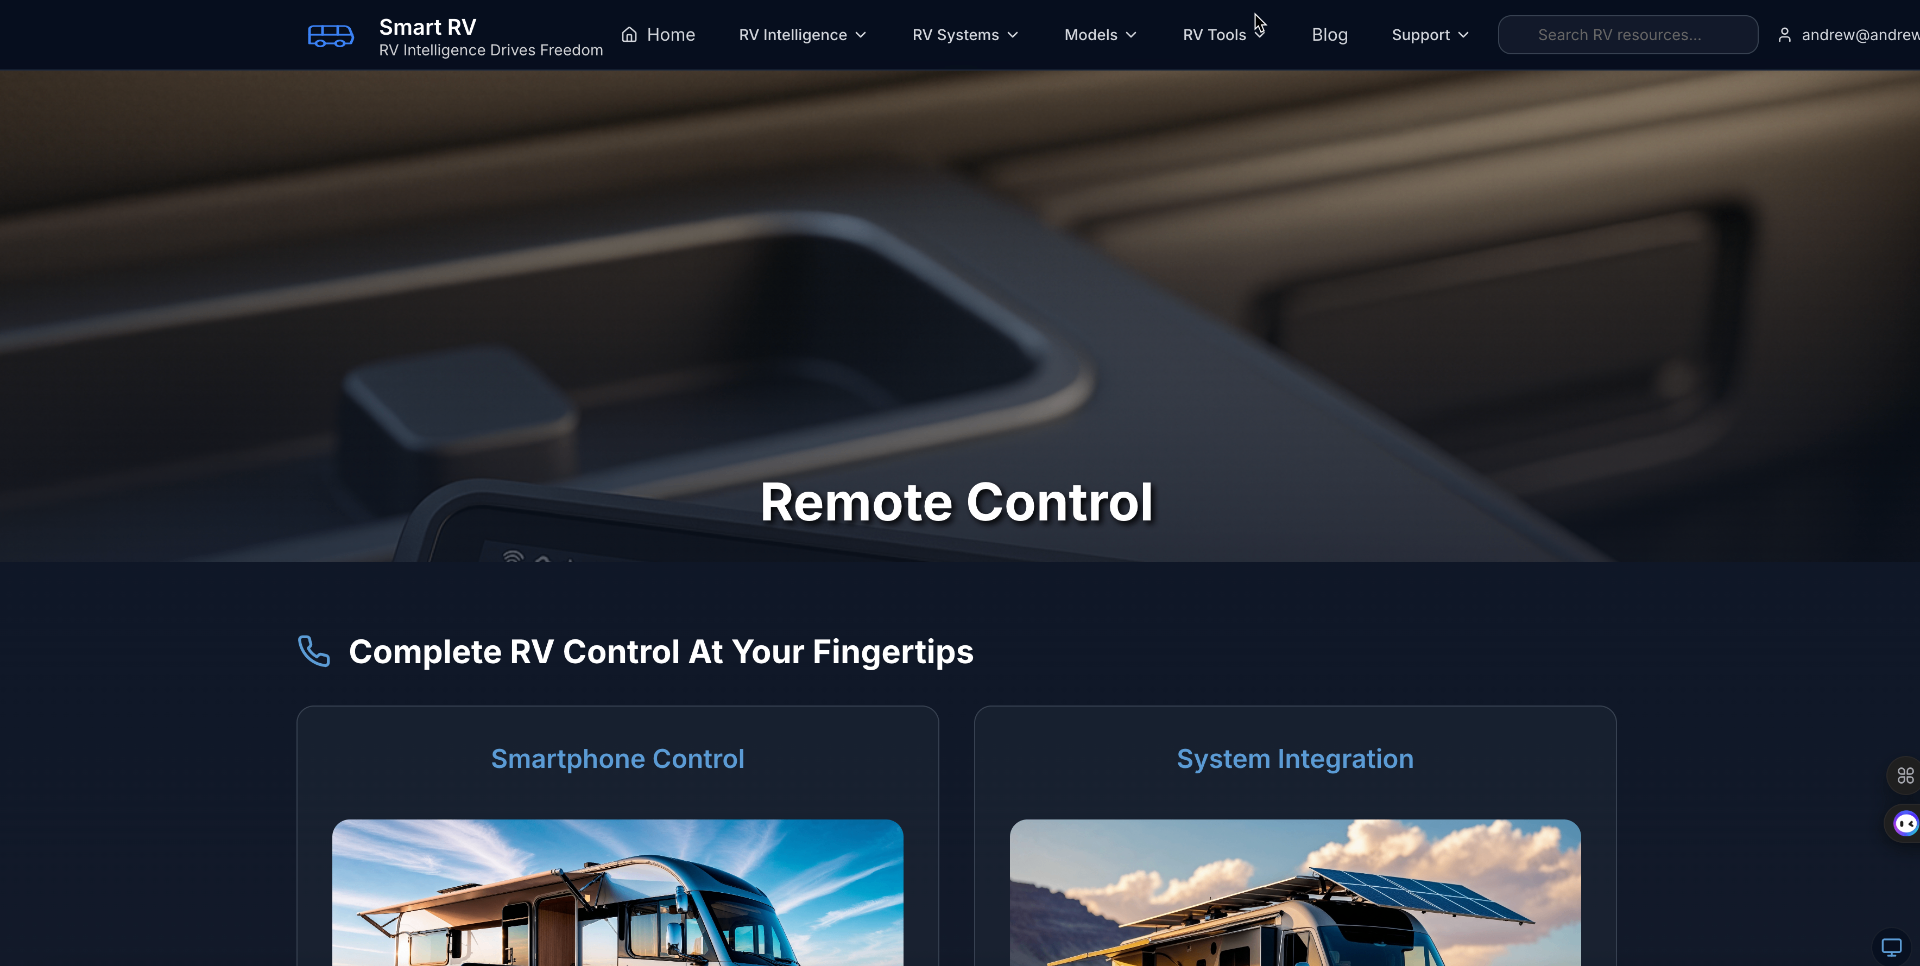 Smart RV
RV Intelligence Drives Freedom
Home
RV Intelligence
RV Systems
Models
RV Tools
Blog
Support
Search RV resources...
andrew@andrew
Remote Control
Complete RV Control At Your Fingertips
Smartphone Control
System Integration